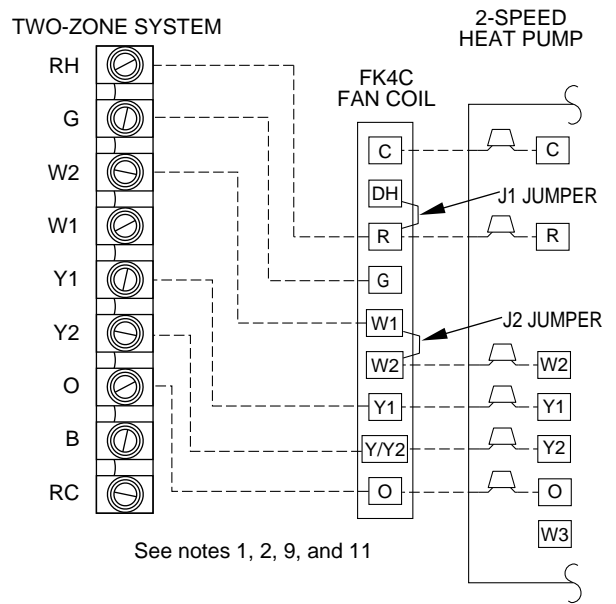 TWO-ZONE SYSTEM
RH
G
W2
W1
Y1
Y2
O
B
RC
FK4C
FAN COIL
C
DH
R
G
W1
W2
Y1
Y/Y2
O
J1 JUMPER
J2 JUMPER
2-SPEED
HEAT PUMP
C
R
W2
Y1
Y2
O
W3
See notes 1, 2, 9, and 11